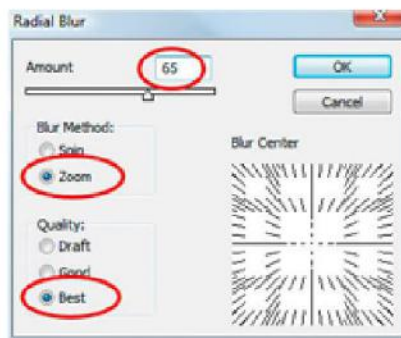 Radial Blur
Amount 65
OK
Cancel
Blur Method:
Spin
Zoom
Blur Center
Quality:
Draft
Good
Best